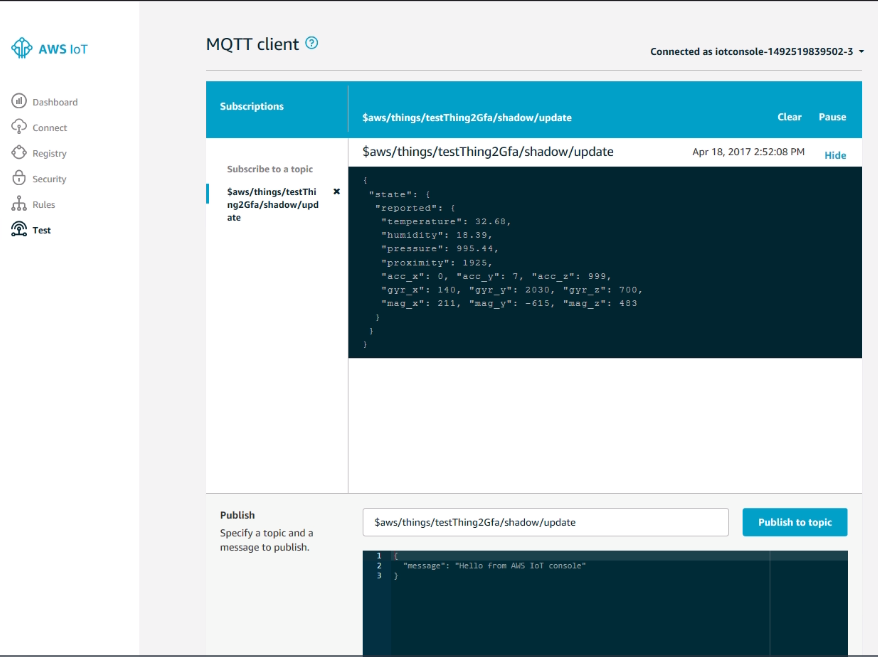 AWS IoT
Dashboard
Connect
Registry
Security
Rules
Test
MQTT client ?
Connected as iotconsole-1492519839502-3
Subscriptions
$aws/things/testThing2Gfa/shadow/update
Clear
Pause
Subscribe to a topic
$aws/things/testThi
ng2Gfa/shadow/upd
ate
$aws/things/testThing2Gfa/shadow/update
Apr 18, 2017 2:52:08 PM
Hide
{
"state": {
"reported": {
"temperature": 32.68,
"humidity": 18.39,
"pressure": 995.44,
"proximity": 1925,
"acc_x": 0, "acc_y": 7, "acc_z": 999,
"gyr_x": 140, "gyr_y": 2030, "gyr_z": 700,
"mag_x": 211, "mag_y": -615, "mag_z": 483
}
}
}
Publish
Specify a topic and a
message to publish.
$aws/things/testThing2Gfa/shadow/update
Publish to topic
1 {
2 "message": "Hello from AWS IoT console"
3 }